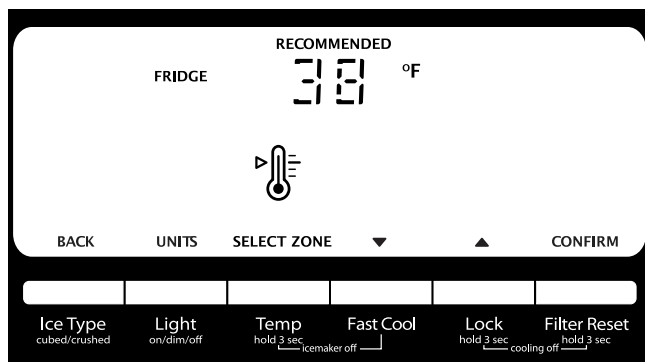 RECOMMENDED
FRIDGE 38 °F
BACK UNITS SELECT ZONE ▼ ▲ CONFIRM
Ice Type Light Temp Fast Cool Lock Filter Reset
cubed/crushed on/dim/off hold 3 sec hold 3 sec hold 3 sec
icemaker off cooling off